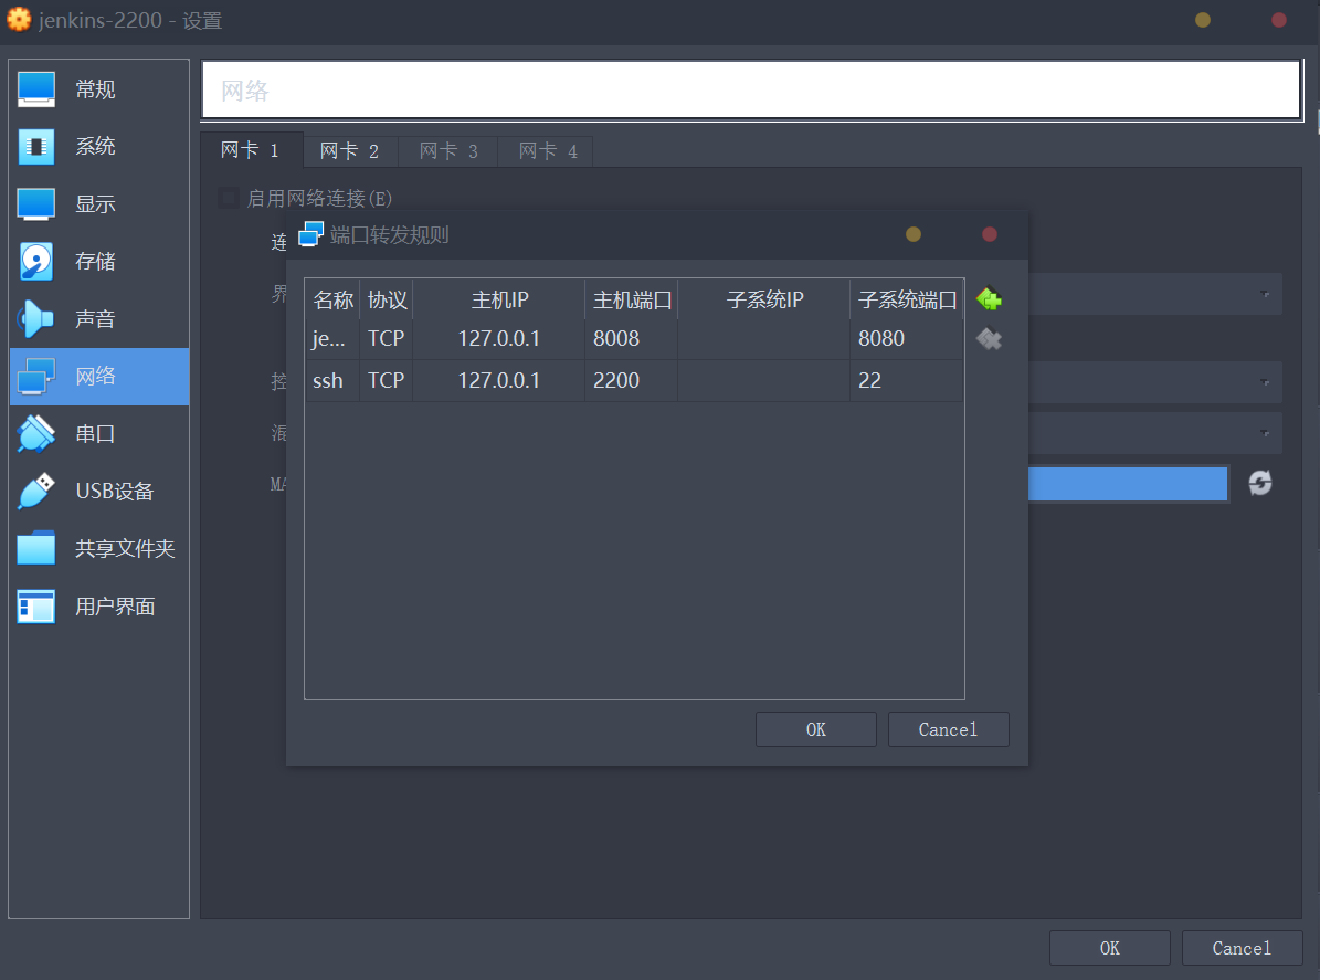 jenkins-2200 - 设置
常规
系统
显示
存储
声音
网络
串口
USB设备
共享文件夹
用户界面
网络
网卡 1
网卡 2
网卡 3
网卡 4
启用网络连接(E)
连
界
控
混
MA
端口转发规则
名称 协议 主机IP 主机端口 子系统IP 子系统端口
je... TCP 127.0.0.1 8008 8080
ssh TCP 127.0.0.1 2200 22
OK
Cancel
OK
Cancel